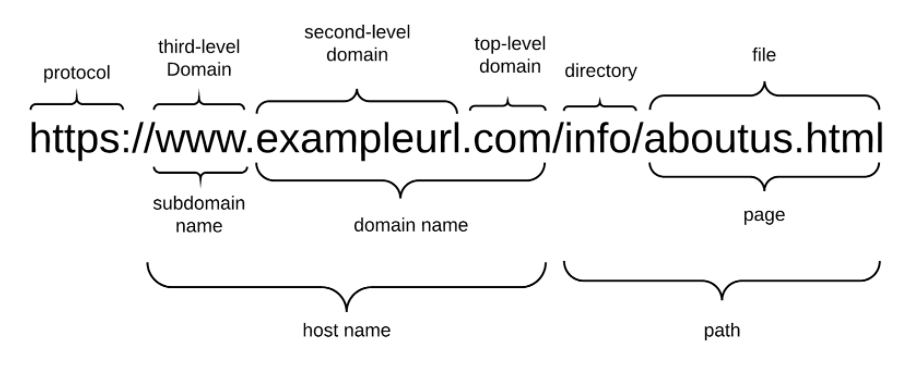 protocol
third-level
Domain
second-level
domain
top-level
domain
directory
file
https://www.exampleurl.com/info/aboutus.html
subdomain
name
domain name
page
host name
path